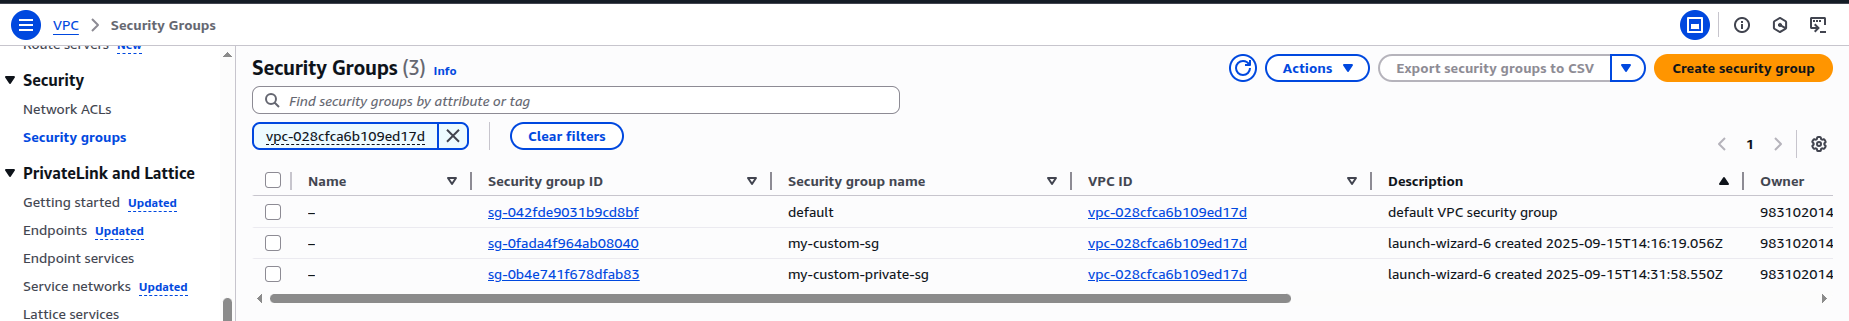 VPC > Security Groups
Route servers New
Security
Network ACLs
Security groups
PrivateLink and Lattice
Getting started Updated
Endpoints Updated
Endpoint services
Service networks Updated
Lattice services
Security Groups (3) Info
Actions
Export security groups to CSV
Create security group
Find security groups by attribute or tag
vpc-028cfca6b109ed17d
Clear filters
1
Name Security group ID Security group name VPC ID Description Owner
– sg-042fde9031b9cd8bf default vpc-028cfca6b109ed17d default VPC security group 983102014
– sg-0fada4f964ab08040 my-custom-sg vpc-028cfca6b109ed17d launch-wizard-6 created 2025-09-15T14:16:19.056Z 983102014
– sg-0b4e741f678dfab83 my-custom-private-sg vpc-028cfca6b109ed17d launch-wizard-6 created 2025-09-15T14:31:58.550Z 983102014